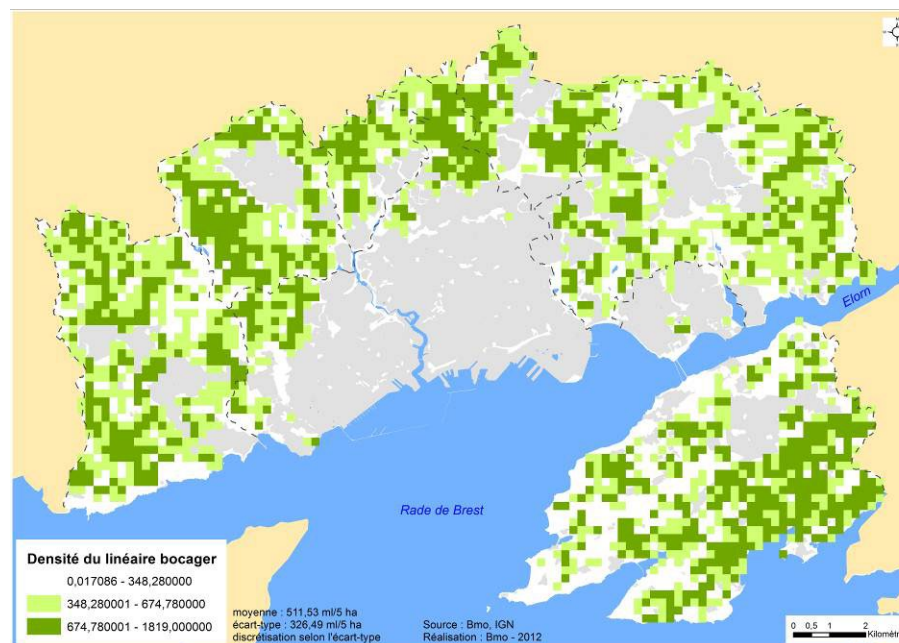 Elorn
Rade de Brest
Densité du linéaire bocager
0,017086 - 348,280000
348,280001 - 674,780000
674,780001 - 1819,000000
moyenne : 511,53 ml/5 ha
écart-type : 326,49 ml/5 ha
discrétisation selon l'écart-type
Source : Bmo, IGN
Réalisation : Bmo - 2012
0 0,5 1 2
Kilomèt